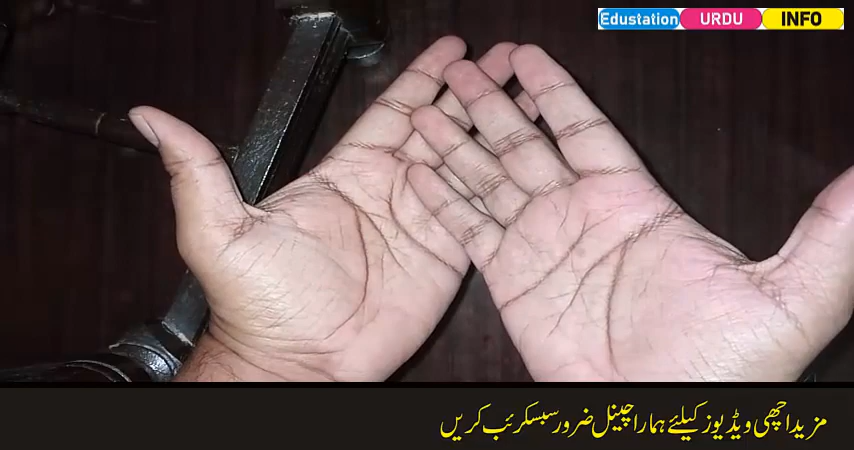 Edustation URDU INFO
مزید اچھی ویڈیوز کیلئے ہمارا چینل ضرور سبسکرائب کریں